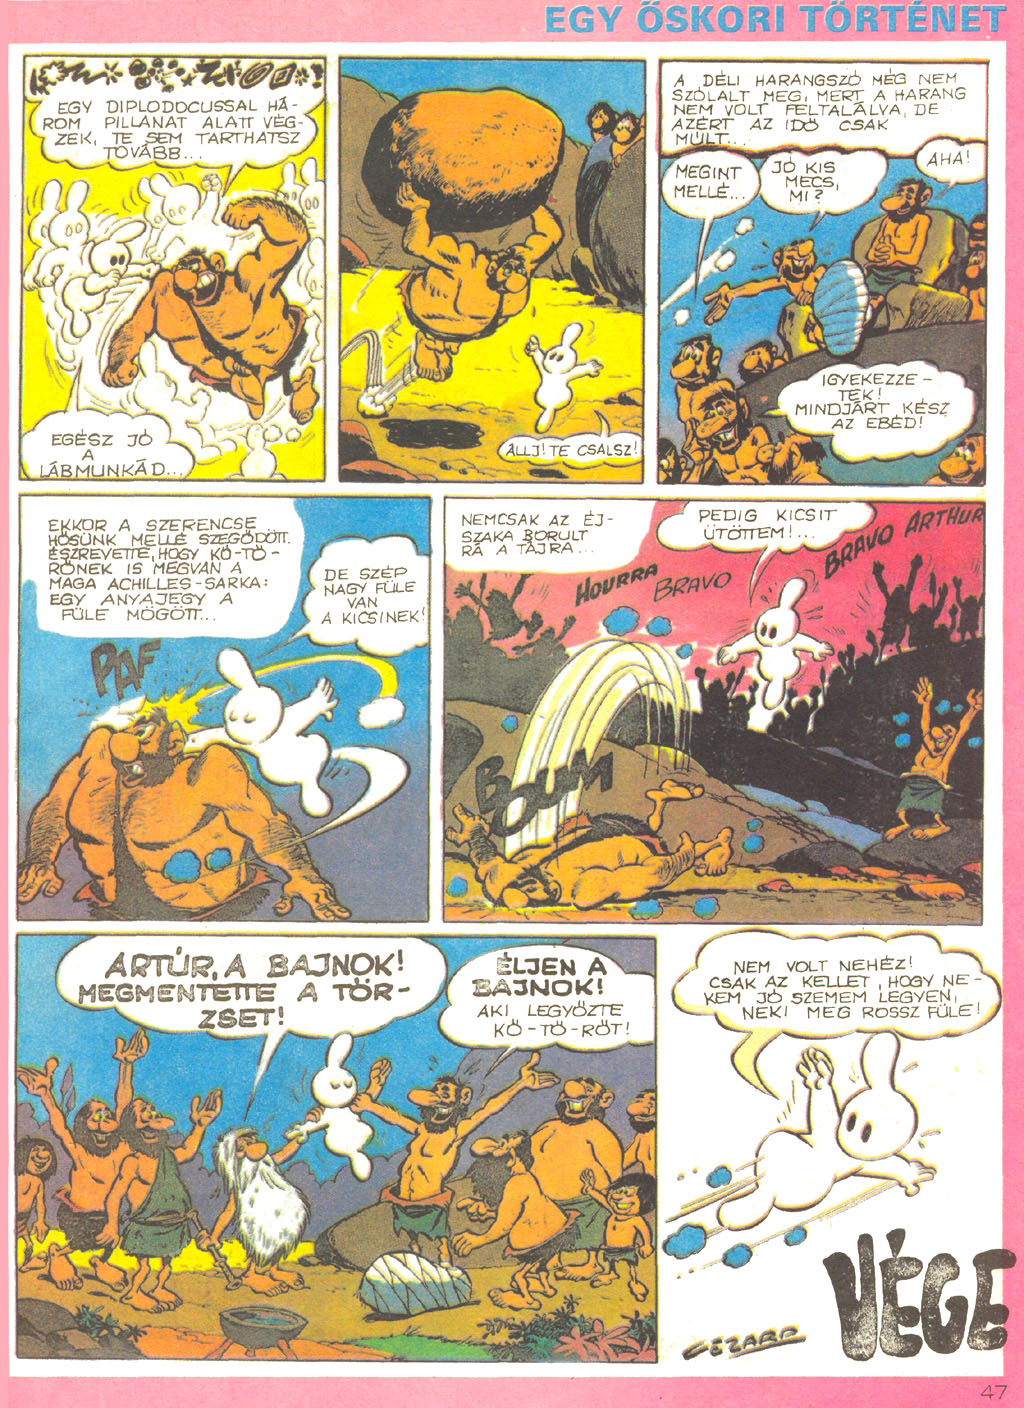 EGY ŐSKORI TÖRTÉNET
EGY DIPLODOCUSSAL HÁ-
ROM PILLANAT ALATT VÉG-
ZEK, TE SEM TARTHATSZ
TOVÁBB...
EGÉSZ JÓ
A
LÁBMUNKÁD...
ÁLLJ! TE CSALSZ!
A DÉLI HARANGSZÓ MÉG NEM
SZÓLALT MEG, MERT A HARANG
NEM VOLT FELTALÁLVA, DE
AZÉRT AZ IDŐ CSAK
MÚLT...
MEGINT
MELLÉ...
JÓ KIS
MECS,
MI?
AHA!
IGYEKEZZE-
TEK!
MINDJÁRT KÉSZ
AZ EBÉD!
EKKOR A SZERENCSE
HŐSÜNK MELLÉ SZEGŐDÖTT.
ÉSZREVETTE, HOGY KŐ-TÖ-
RŐNEK IS MEGVAN A
MAGA ACHILLES-SARKA:
EGY ANYAJEGY A
FÜLE MÖGÖTT...
DE SZÉP
NAGY FÜLE
VAN
A KICSINEK!
PAF
NEMCSAK AZ ÉJ-
SZAKA BORULT
RÁ A TÁJRA...
PEDIG KICSIT
ÜTÖTTEM!...
HOURRA
BRAVO
BRAVO ARTHUR
BOUM
ARTÚR, A BAJNOK!
MEGMENTETTE A TÖR-
ZSET!
ÉLJEN A
BAJNOK!
AKI LEGYŐZTE
KŐ-TÖ-RŐT!
NEM VOLT NEHÉZ!
CSAK AZ KELLET, HOGY NE-
KEM JÓ SZEMEM LEGYEN,
NEKI MEG ROSSZ FÜLE!
CÉZARD
VÉGE
47